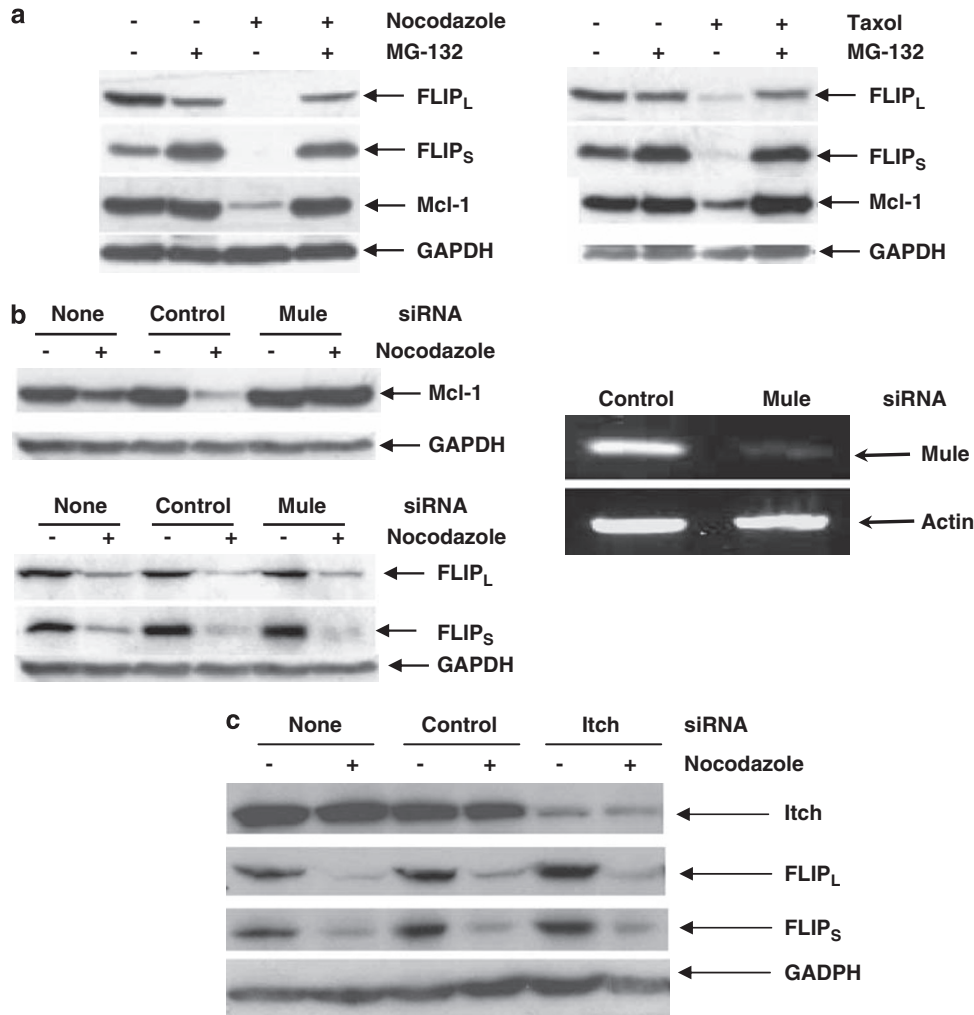 a
- - + + Nocodazole
- + - + MG-132
FLIPL
FLIPS
Mcl-1
GAPDH
- - + + Taxol
- + - + MG-132
FLIPL
FLIPS
Mcl-1
GAPDH
b
None Control Mule siRNA
- + - + - + Nocodazole
Mcl-1
GAPDH
None Control Mule siRNA
- + - + - + Nocodazole
FLIPL
FLIPS
GAPDH
Control Mule siRNA
Mule
Actin
c
None Control Itch siRNA
- + - + - + Nocodazole
Itch
FLIPL
FLIPS
GADPH